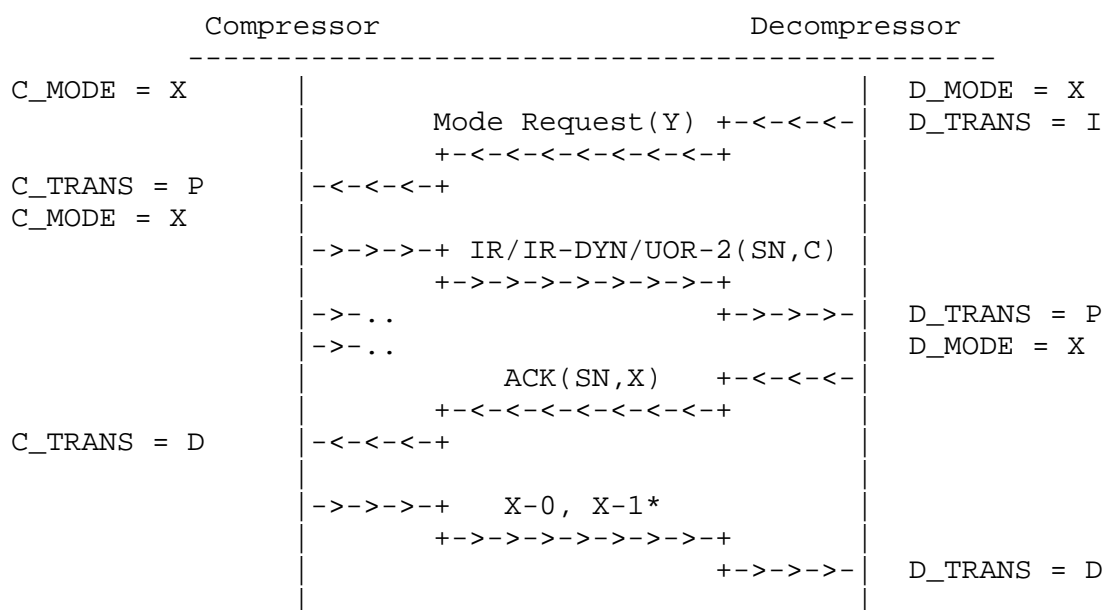 Compressor                     Decompressor
          ----------------------------------------------
C_MODE = X       |                               |  D_MODE = X
                 |       Mode Request(Y) +-<-<-<-|  D_TRANS = I
                 |       +-<-<-<-<-<-<-<-+       |
C_TRANS = P      |-<-<-<-+                       |
C_MODE = X       |                               |
                 |->->->-+ IR/IR-DYN/UOR-2(SN,C) |
                 |       +->->->->->->->-+       |
                 |->-..                  +->->->-|  D_TRANS = P
                 |->-..                          |  D_MODE = X
                 |           ACK(SN,X)   +-<-<-<-|
                 |       +-<-<-<-<-<-<-<-+       |
C_TRANS = D      |-<-<-<-+                       |
                 |                               |
                 |->->->-+   X-0, X-1*           |
                 |       +->->->->->->->-+       |
                 |                       +->->->-|  D_TRANS = D
                 |                               |